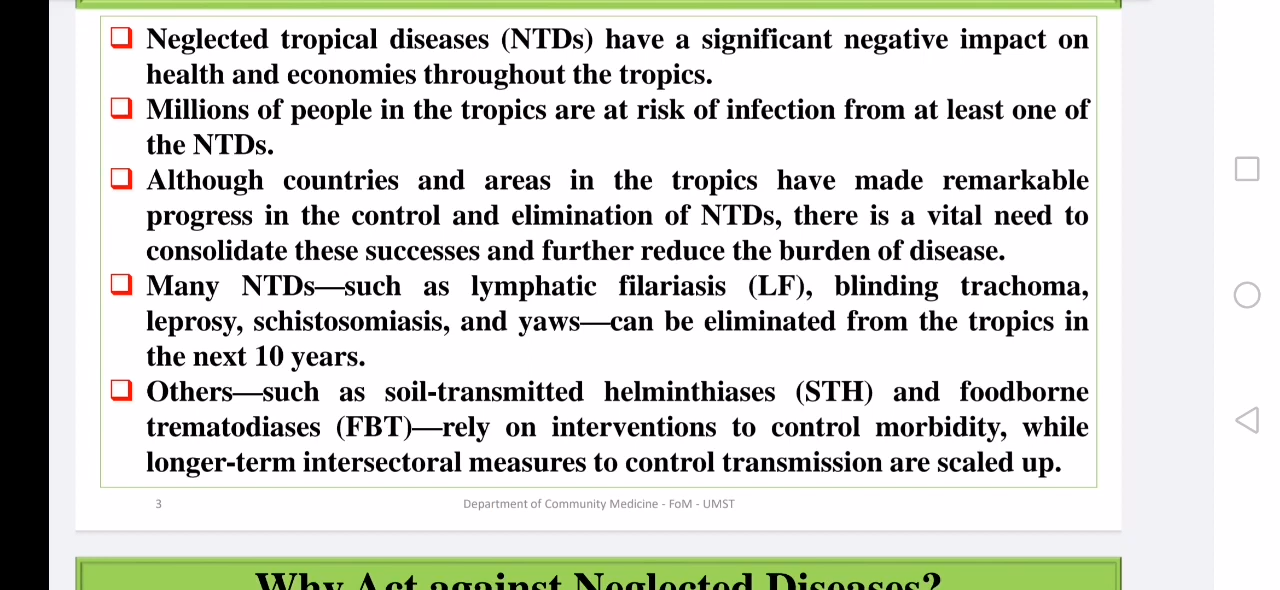 Neglected tropical diseases (NTDs) have a significant negative impact on
health and economies throughout the tropics.
Millions of people in the tropics are at risk of infection from at least one of
the NTDs.
Although countries and areas in the tropics have made remarkable
progress in the control and elimination of NTDs, there is a vital need to
consolidate these successes and further reduce the burden of disease.
Many NTDs—such as lymphatic filariasis (LF), blinding trachoma,
leprosy, schistosomiasis, and yaws—can be eliminated from the tropics in
the next 10 years.
Others—such as soil-transmitted helminthiases (STH) and foodborne
trematodiases (FBT)—rely on interventions to control morbidity, while
longer-term intersectoral measures to control transmission are scaled up.
3 Department of Community Medicine - FoM - UMST
Why Act against Neglected Diseases?